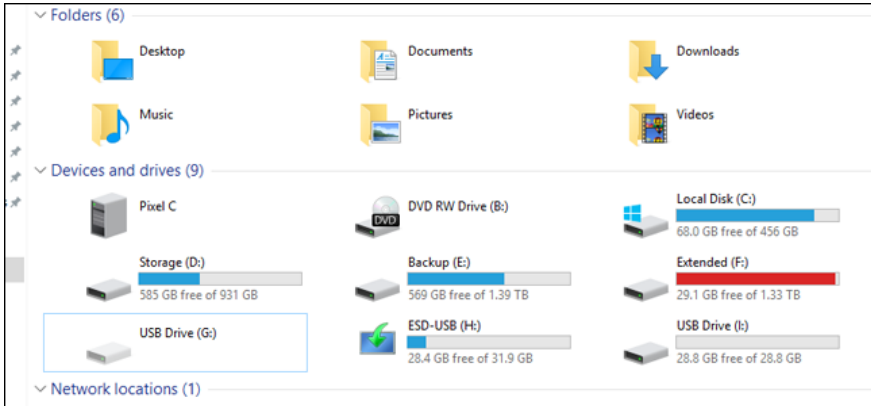 Folders (6)
Desktop
Documents
Downloads
Music
Pictures
Videos
Devices and drives (9)
Pixel C
DVD
DVD RW Drive (B:)
Local Disk (C:)
68.0 GB free of 456 GB
Storage (D:)
585 GB free of 931 GB
Backup (E:)
569 GB free of 1.39 TB
Extended (F:)
29.1 GB free of 1.33 TB
USB Drive (G:)
ESD-USB (H:)
28.4 GB free of 31.9 GB
USB Drive (I:)
28.8 GB free of 28.8 GB
Network locations (1)